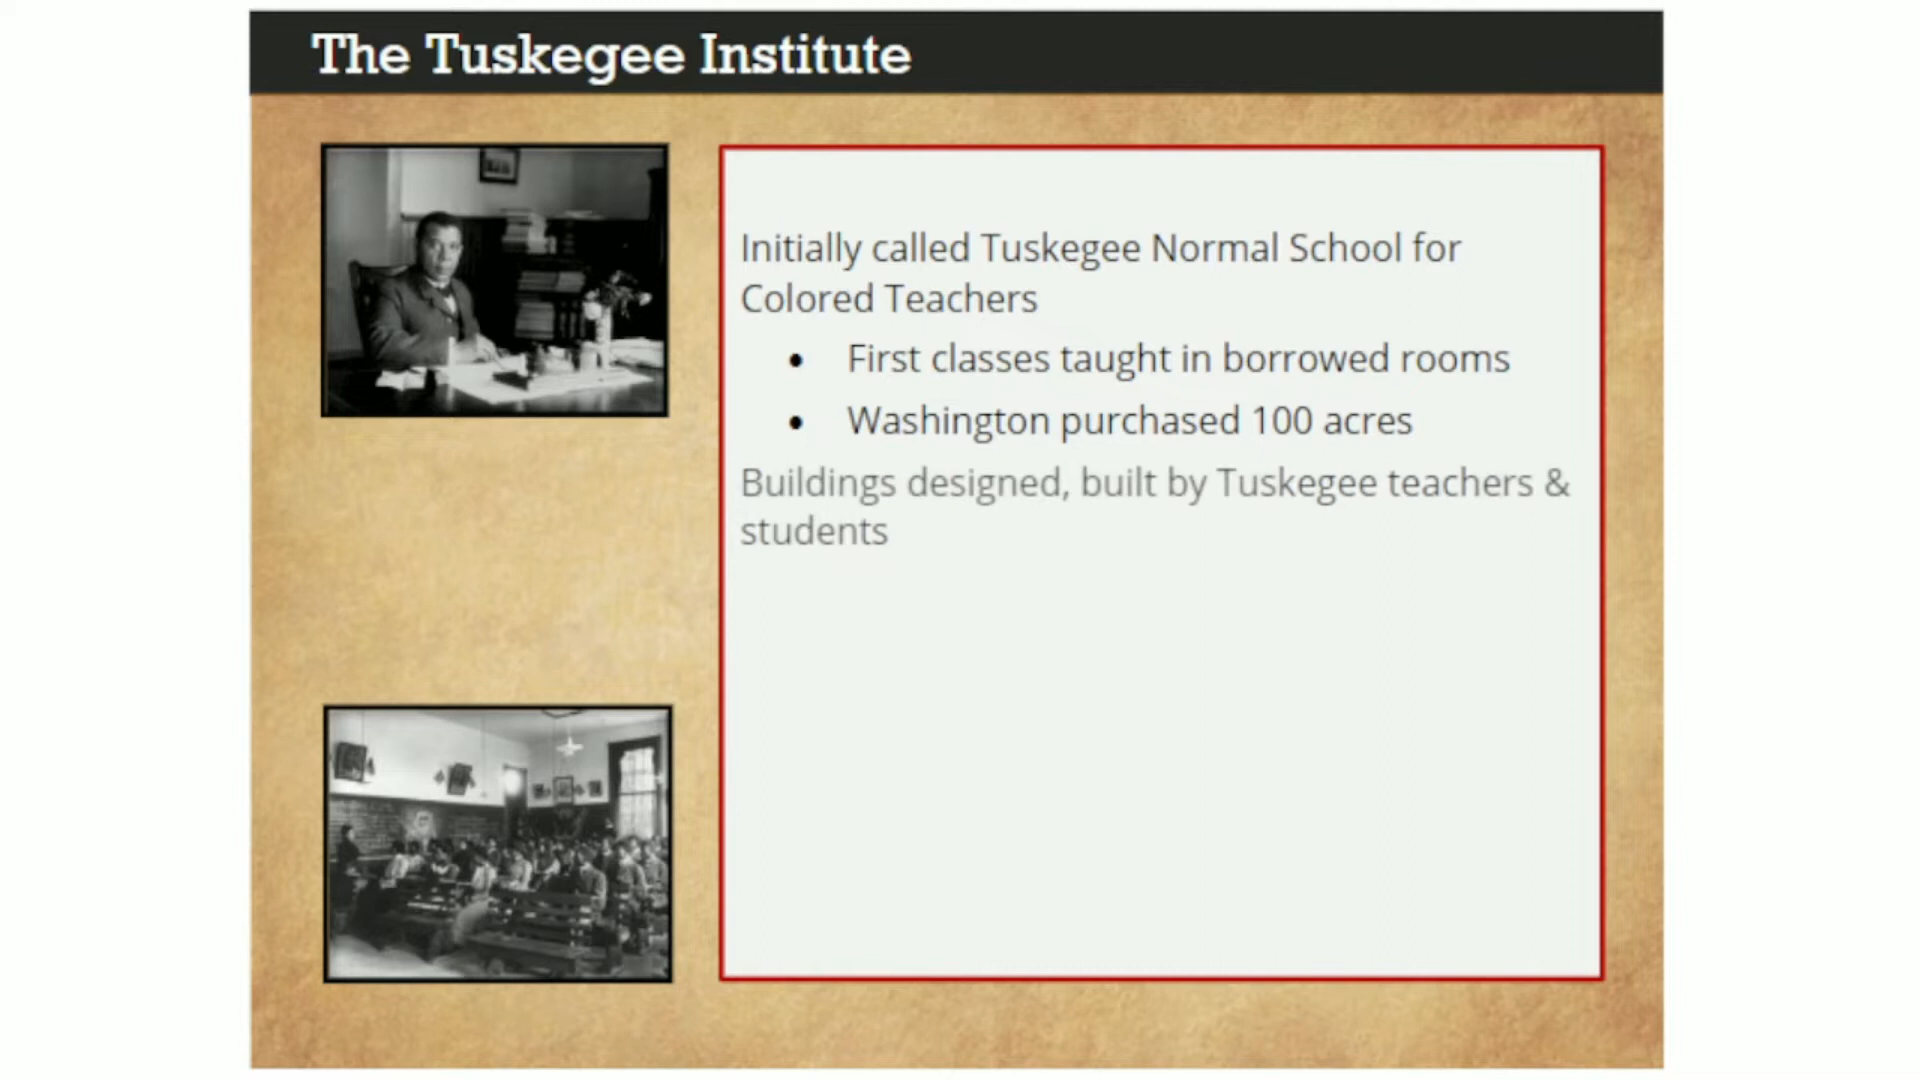 The Tuskegee Institute
Initially called Tuskegee Normal School for
Colored Teachers
• First classes taught in borrowed rooms
• Washington purchased 100 acres
Buildings designed, built by Tuskegee teachers &
students